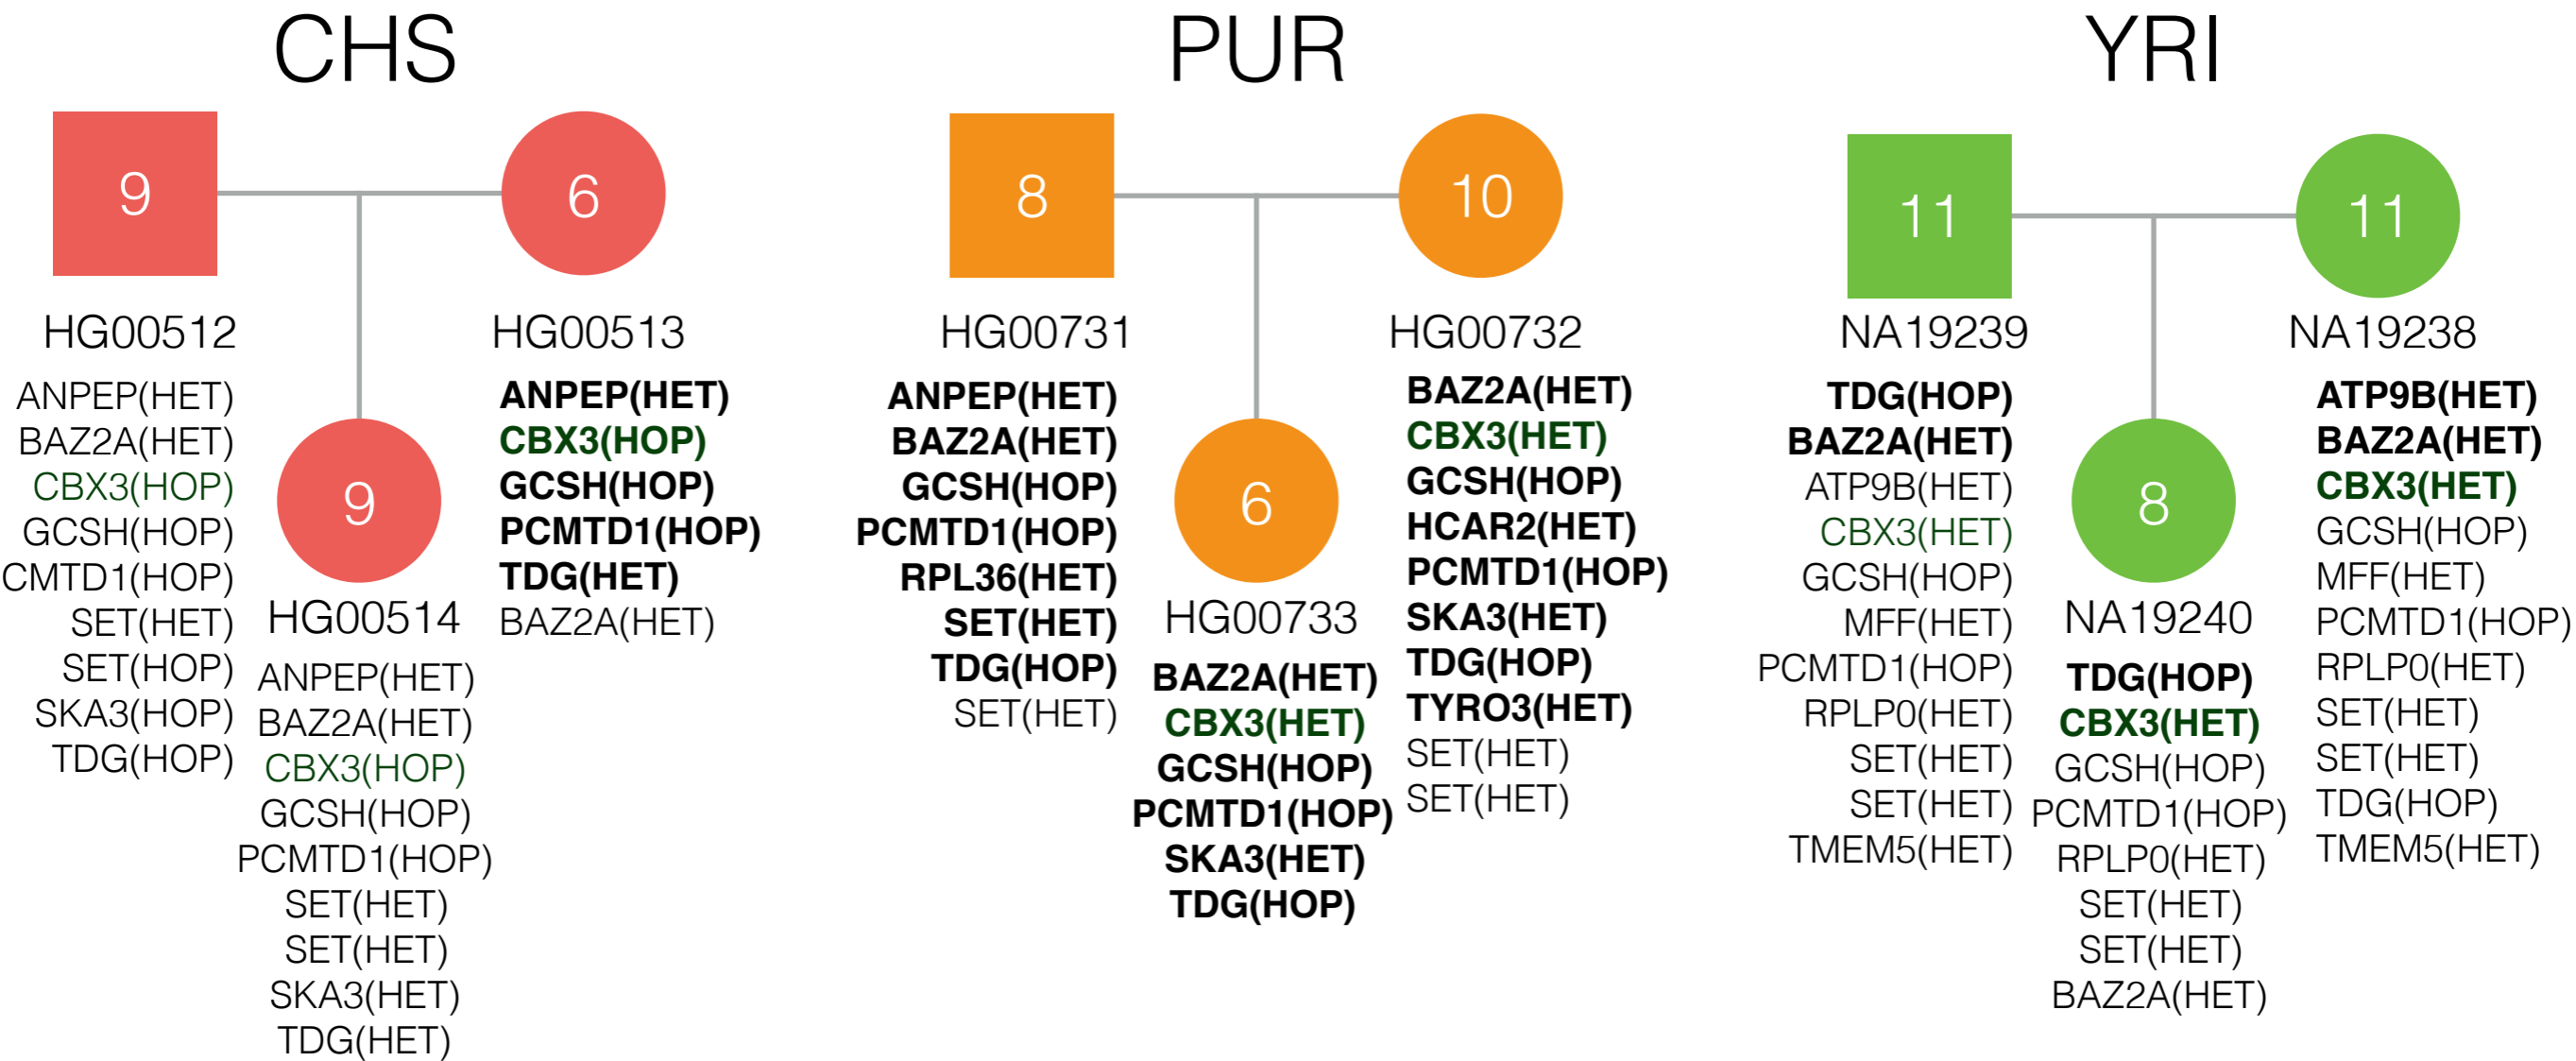 CHS
9
6
HG00512
ANPEP(HET)
BAZ2A(HET)
CBX3(HOP)
GCSH(HOP)
CMTD1(HOP)
SET(HET)
SET(HOP)
SKA3(HOP)
TDG(HOP)
HG00513
ANPEP(HET)
CBX3(HOP)
GCSH(HOP)
PCMTD1(HOP)
TDG(HET)
BAZ2A(HET)
9
HG00514
ANPEP(HET)
BAZ2A(HET)
CBX3(HOP)
GCSH(HOP)
PCMTD1(HOP)
SET(HET)
SET(HET)
SKA3(HET)
TDG(HET)
PUR
8
10
HG00731
ANPEP(HET)
BAZ2A(HET)
GCSH(HOP)
PCMTD1(HOP)
RPL36(HET)
SET(HET)
TDG(HOP)
SET(HET)
HG00732
BAZ2A(HET)
CBX3(HET)
GCSH(HOP)
HCAR2(HET)
PCMTD1(HOP)
SKA3(HET)
TDG(HOP)
TYRO3(HET)
SET(HET)
SET(HET)
6
HG00733
BAZ2A(HET)
CBX3(HET)
GCSH(HOP)
PCMTD1(HOP)
SKA3(HET)
TDG(HOP)
YRI
11
11
NA19239
TDG(HOP)
BAZ2A(HET)
ATP9B(HET)
CBX3(HET)
GCSH(HOP)
MFF(HET)
PCMTD1(HOP)
RPLP0(HET)
SET(HET)
SET(HET)
TMEM5(HET)
NA19238
ATP9B(HET)
BAZ2A(HET)
CBX3(HET)
GCSH(HOP)
MFF(HET)
PCMTD1(HOP)
RPLP0(HET)
SET(HET)
SET(HET)
TDG(HOP)
TMEM5(HET)
8
NA19240
TDG(HOP)
CBX3(HET)
GCSH(HOP)
PCMTD1(HOP)
RPLP0(HET)
SET(HET)
SET(HET)
BAZ2A(HET)